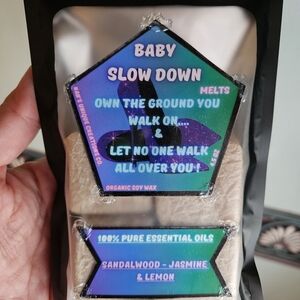 BABY
SLOW DOWN
MELTS
OWN THE GROUND YOU
WALK ON....
&
LET NO ONE WALK
ALL OVER YOU !
ORGANIC SOY WAX
100% PURE ESSENTIAL OILS
SANDALWOOD - JASMINE
& LEMON